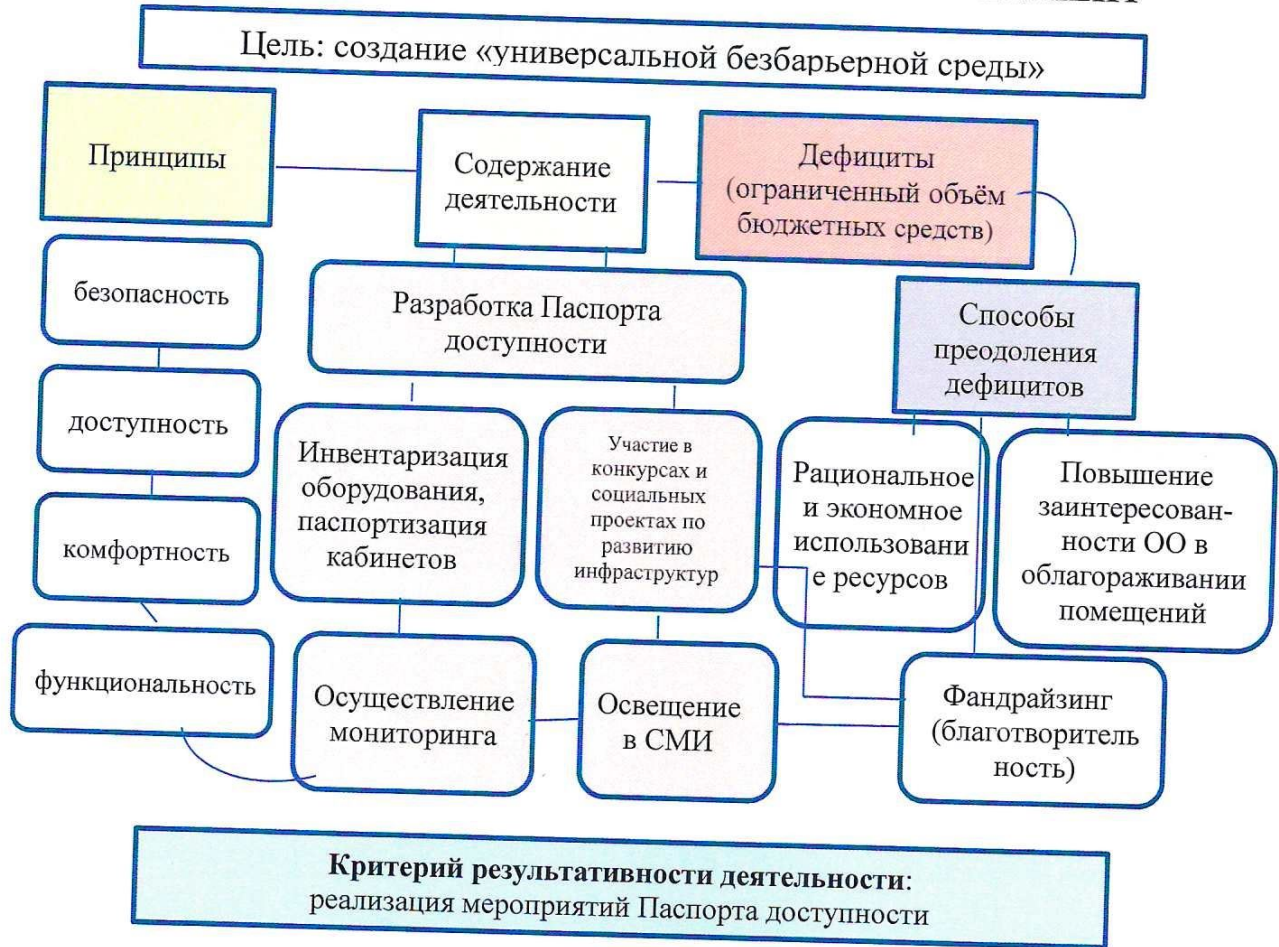 Цель: создание «универсальной безбарьерной среды»
Принципы
Содержание
деятельности
Дефициты
(ограниченный объём
бюджетных средств)
безопасность
доступность
комфортность
функциональность
Разработка Паспорта
доступности
Инвентаризация
оборудования,
паспортизация
кабинетов
Участие в
конкурсах и
социальных
проектах по
развитию
инфраструктур
Осуществление
мониторинга
Освещение
в СМИ
Способы
преодоления
дефицитов
Рациональное
и экономное
использовани
е ресурсов
Повышение
заинтересован-
ности ОО в
облагораживании
помещений
Фандрайзинг
(благотворитель
ность)
Критерий результативности деятельности:
реализация мероприятий Паспорта доступности